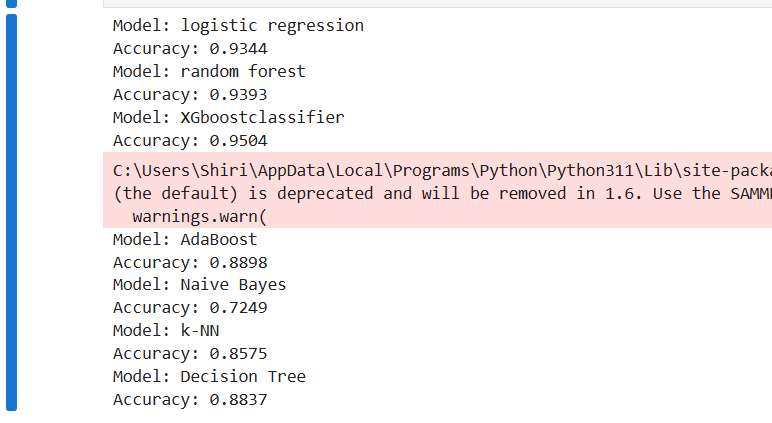 Model: logistic regression
Accuracy: 0.9344
Model: random forest
Accuracy: 0.9393
Model: XGboostclassifier
Accuracy: 0.9504
C:\Users\Shiri\AppData\Local\Programs\Python\Python311\Lib\site-packa
(the default) is deprecated and will be removed in 1.6. Use the SAMM
warnings.warn(
Model: AdaBoost
Accuracy: 0.8898
Model: Naive Bayes
Accuracy: 0.7249
Model: k-NN
Accuracy: 0.8575
Model: Decision Tree
Accuracy: 0.8837